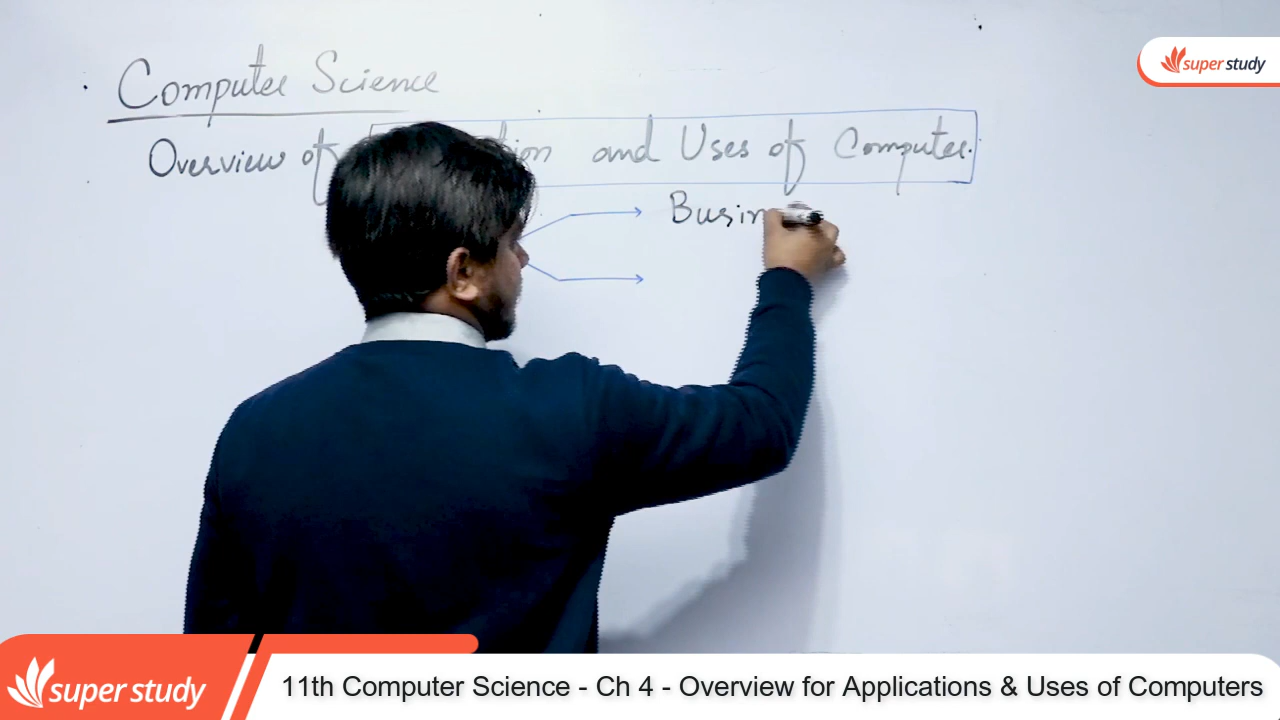 Computer Science
super study
Overview of tion and Uses of Computer.
Busin
super study
11th Computer Science - Ch 4 - Overview for Applications & Uses of Computers